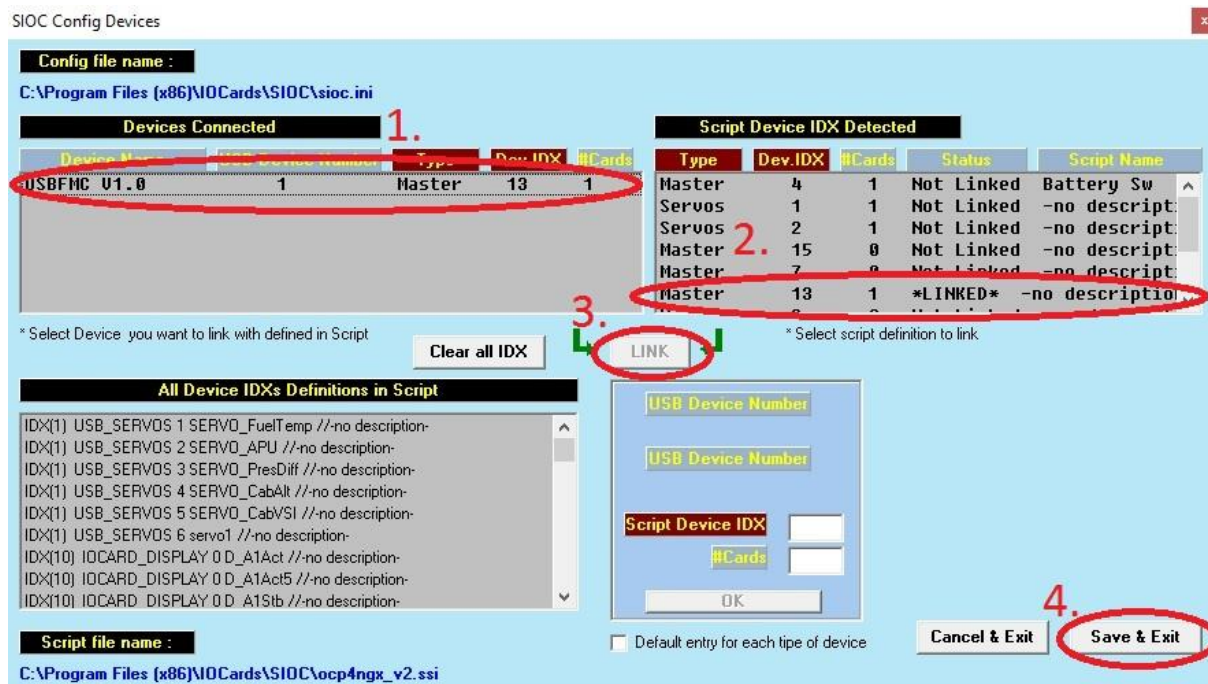 SIOC Config Devices
x
Config file name :
C:\Program Files (x86)\IOCards\SIOC\sioc.ini
Devices Connected
1.
Script Device IDX Detected
Device Name USB Device Number Type Dev.IDX #Cards
Type Dev.IDX #Cards Status Script Name
USBFMC V1.0 1 Master 13 1
Master 4 1 Not Linked Battery Sw
Servos 1 1 Not Linked -no descript
Servos 2 1 Not Linked -no descript
2.
Master 15 0 Not Linked -no descript
Master 7 0 Not Linked -no descript
Master 13 1 *LINKED* -no descriptio
3.
* Select Device you want to link with defined in Script
Clear all IDX
LINK
* Select script definition to link
All Device IDXs Definitions in Script
IDX(1) USB_SERVOS 1 SERVO_FuelTemp //-no description-
IDX(1) USB_SERVOS 2 SERVO_APU //-no description-
IDX(1) USB_SERVOS 3 SERVO_PresDiff //-no description-
IDX(1) USB_SERVOS 4 SERVO_CabAlt //-no description-
IDX(1) USB_SERVOS 5 SERVO_CabVSI //-no description-
IDX(1) USB_SERVOS 6 servo1 //-no description-
IDX(10) IOCARD_DISPLAY 0 D_A1Act //-no description-
IDX(10) IOCARD_DISPLAY 0 D_A1Act5 //-no description-
IDX(10) IOCARD_DISPLAY 0 D_A1Stb //-no description-
USB Device Number
USB Device Number
Script Device IDX
#Cards
OK
Default entry for each tipe of device
4.
Cancel & Exit
Save & Exit
Script file name :
C:\Program Files (x86)\IOCards\SIOC\ocp4ngx_v2.ssi